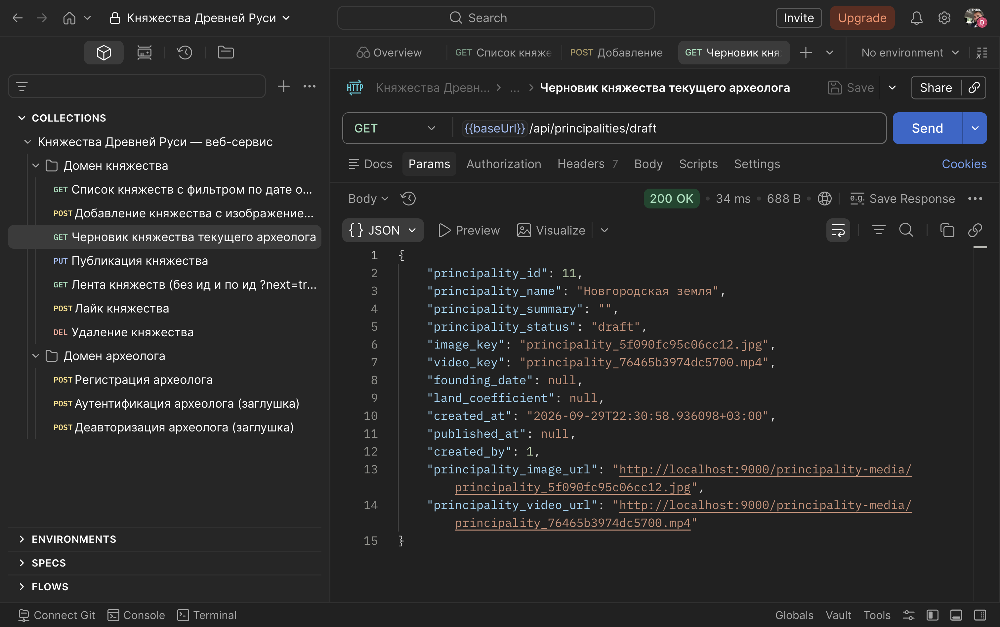 Княжества Древней Руси
Search
Invite
Upgrade
D
Overview
GET Список княже
POST Добавление
GET Черновик кня
No environment
HTTP
Княжества Древн... > ... > Черновик княжества текущего археолога
Save
Share
COLLECTIONS
Княжества Древней Руси — веб-сервис
Домен княжества
GET Список княжеств с фильтром по дате о...
POST Добавление княжества с изображение...
GET Черновик княжества текущего археолога
PUT Публикация княжества
GET Лента княжеств (без ид и по ид ?next=tr...
POST Лайк княжества
DEL Удаление княжества
Домен археолога
POST Регистрация археолога
POST Аутентификация археолога (заглушка)
POST Деавторизация археолога (заглушка)
ENVIRONMENTS
SPECS
FLOWS
GET
{{baseUrl}}/api/principalities/draft
Send
Docs Params Authorization Headers 7 Body Scripts Settings
Cookies
Body
200 OK • 34 ms • 688 B • e.g. Save Response
{ } JSON Preview Visualize
1 {
2 "principality_id": 11,
3 "principality_name": "Новгородская земля",
4 "principality_summary": "",
5 "principality_status": "draft",
6 "image_key": "principality_5f090fc95c06cc12.jpg",
7 "video_key": "principality_76465b3974dc5700.mp4",
8 "founding_date": null,
9 "land_coefficient": null,
10 "created_at": "2026-09-29T22:30:58.936098+03:00",
11 "published_at": null,
12 "created_by": 1,
13 "principality_image_url": "http://localhost:9000/principality-media/
principality_5f090fc95c06cc12.jpg",
14 "principality_video_url": "http://localhost:9000/principality-media/
principality_76465b3974dc5700.mp4"
15 }
Connect Git Console Terminal
Globals Vault Tools